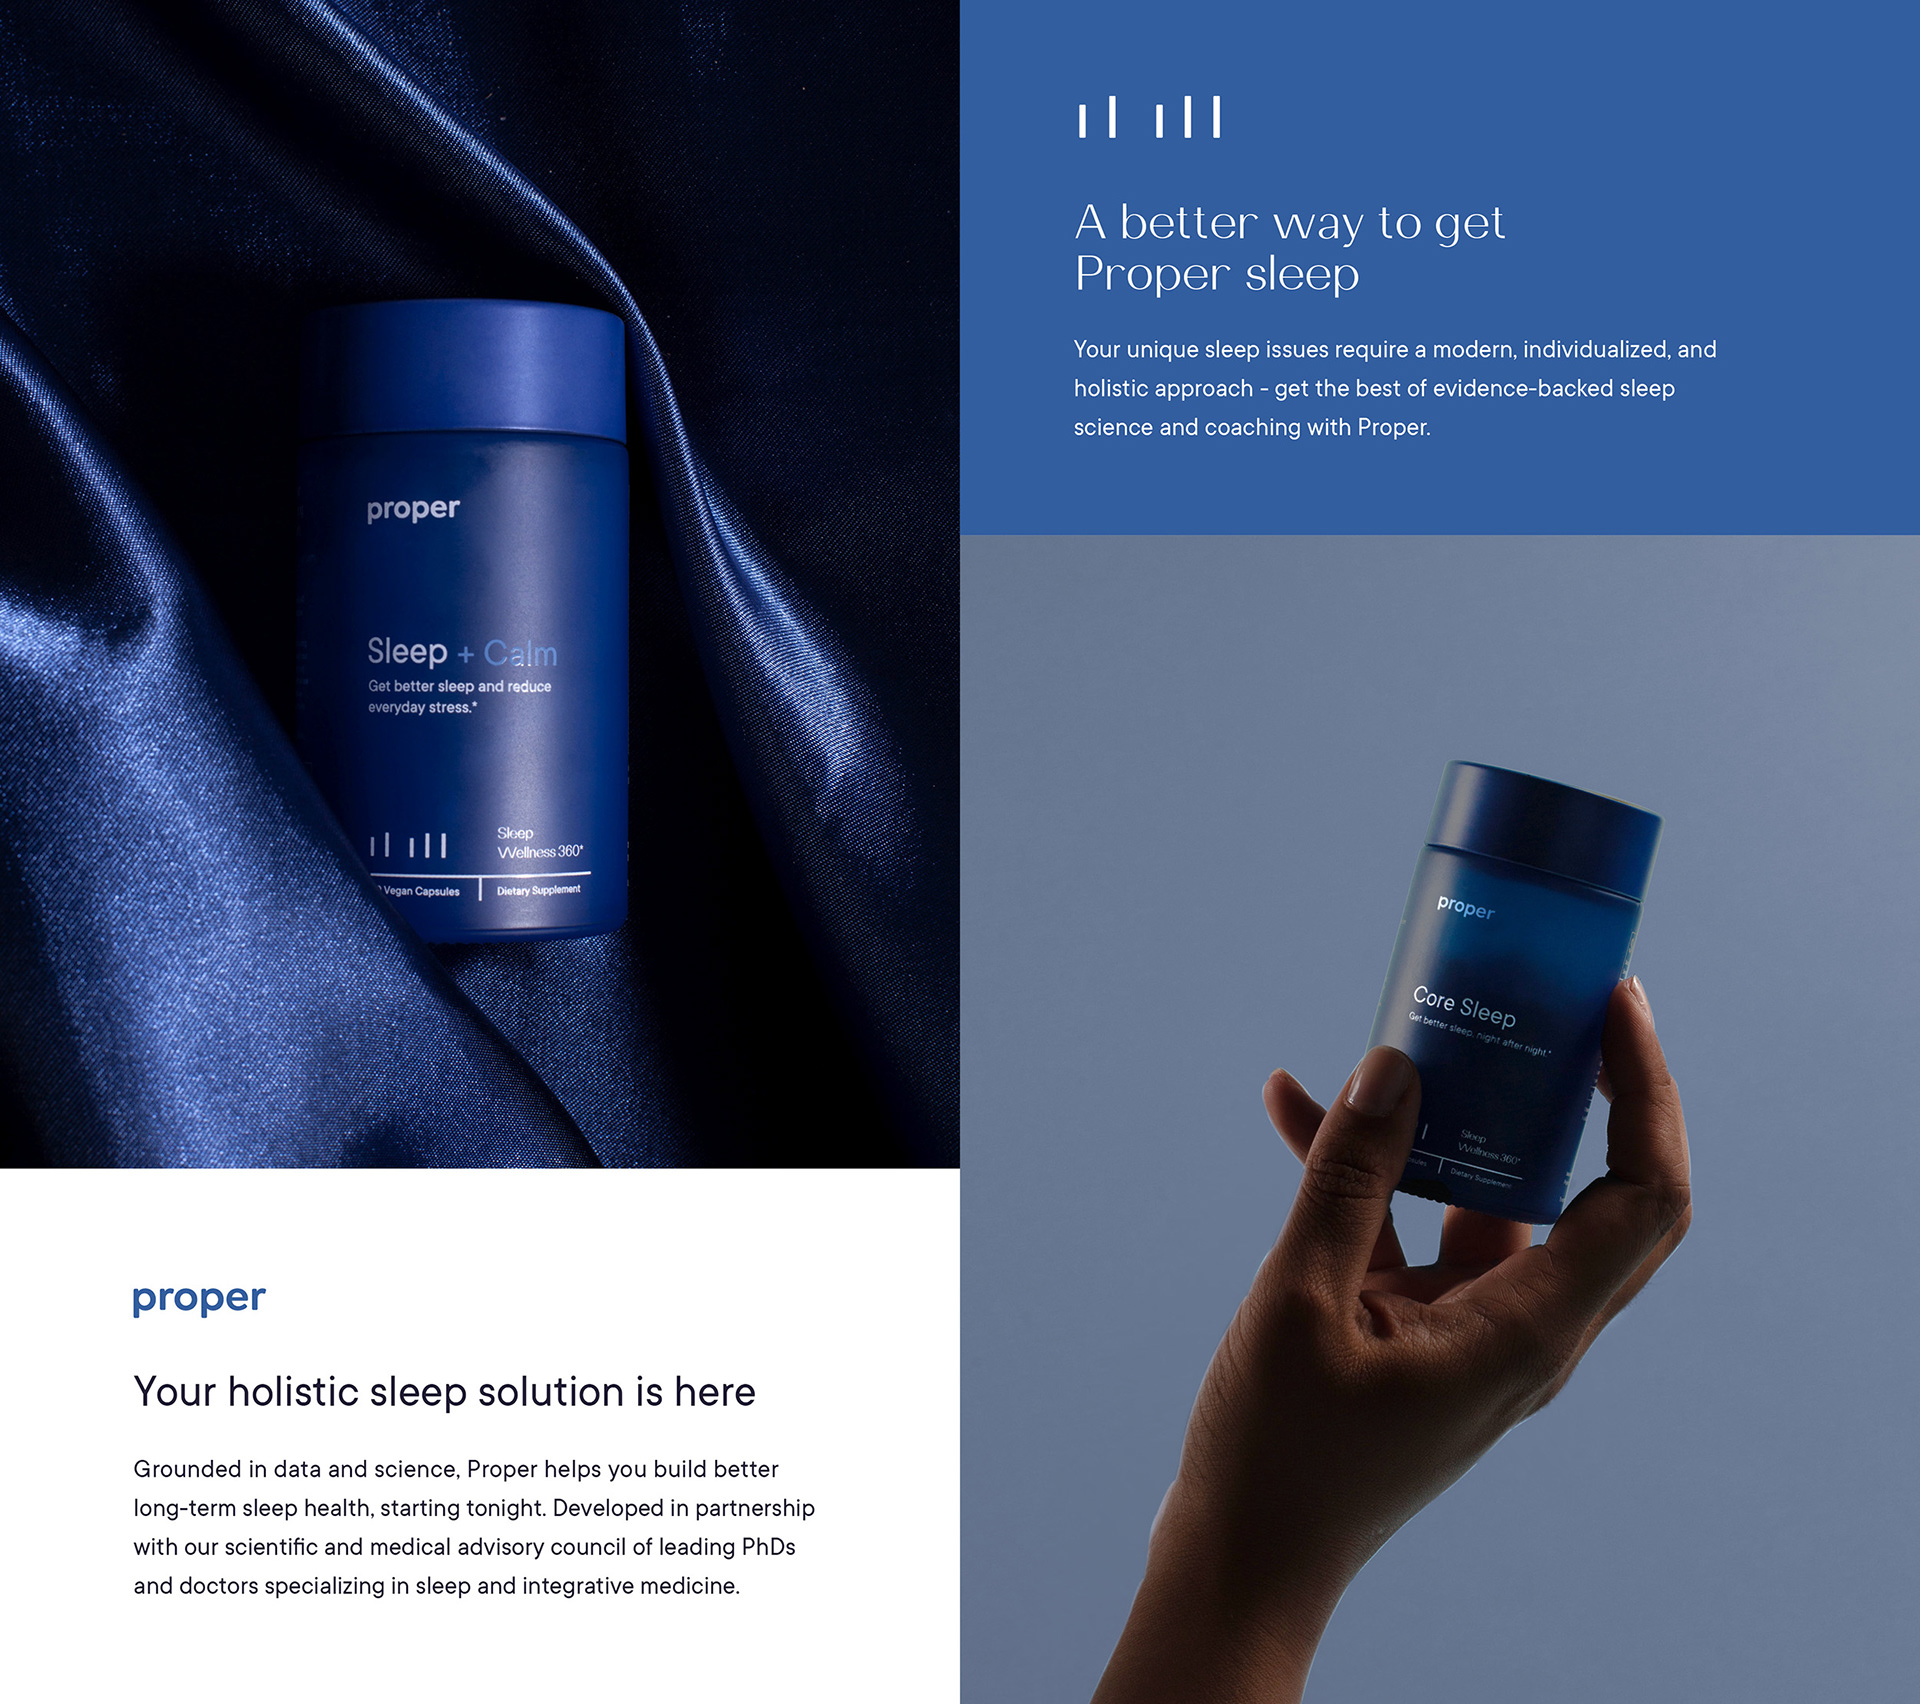 proper
Sleep + Calm
Get better sleep and reduce
everyday stress.*
Sleep
Wellness 360*
Vegan Capsules
Dietary Supplement
proper
Your holistic sleep solution is here
Grounded in data and science, Proper helps you build better
long-term sleep health, starting tonight. Developed in partnership
with our scientific and medical advisory council of leading PhDs
and doctors specializing in sleep and integrative medicine.
A better way to get
Proper sleep
Your unique sleep issues require a modern, individualized, and
holistic approach - get the best of evidence-backed sleep
science and coaching with Proper.
proper
Core Sleep
Get better sleep, night after night.*
Sleep
Wellness 360*
Dietary Supplement